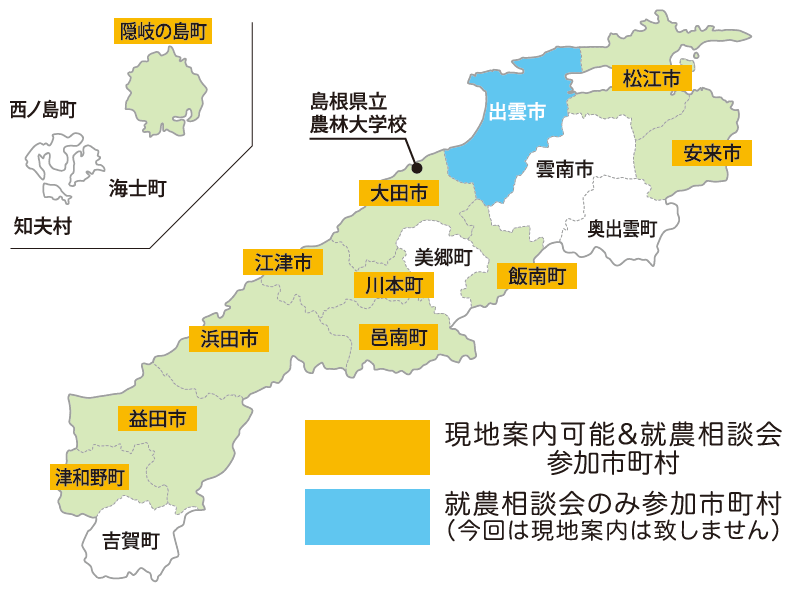 隠岐の島町
西ノ島町
海士町
知夫村
島根県立
農林大学校
出雲市
松江市
安来市
雲南市
奥出雲町
大田市
美郷町
江津市
川本町
飯南町
浜田市
邑南町
益田市
津和野町
吉賀町
現地案内可能&就農相談会
参加市町村
就農相談会のみ参加市町村
（今回は現地案内は致しません）